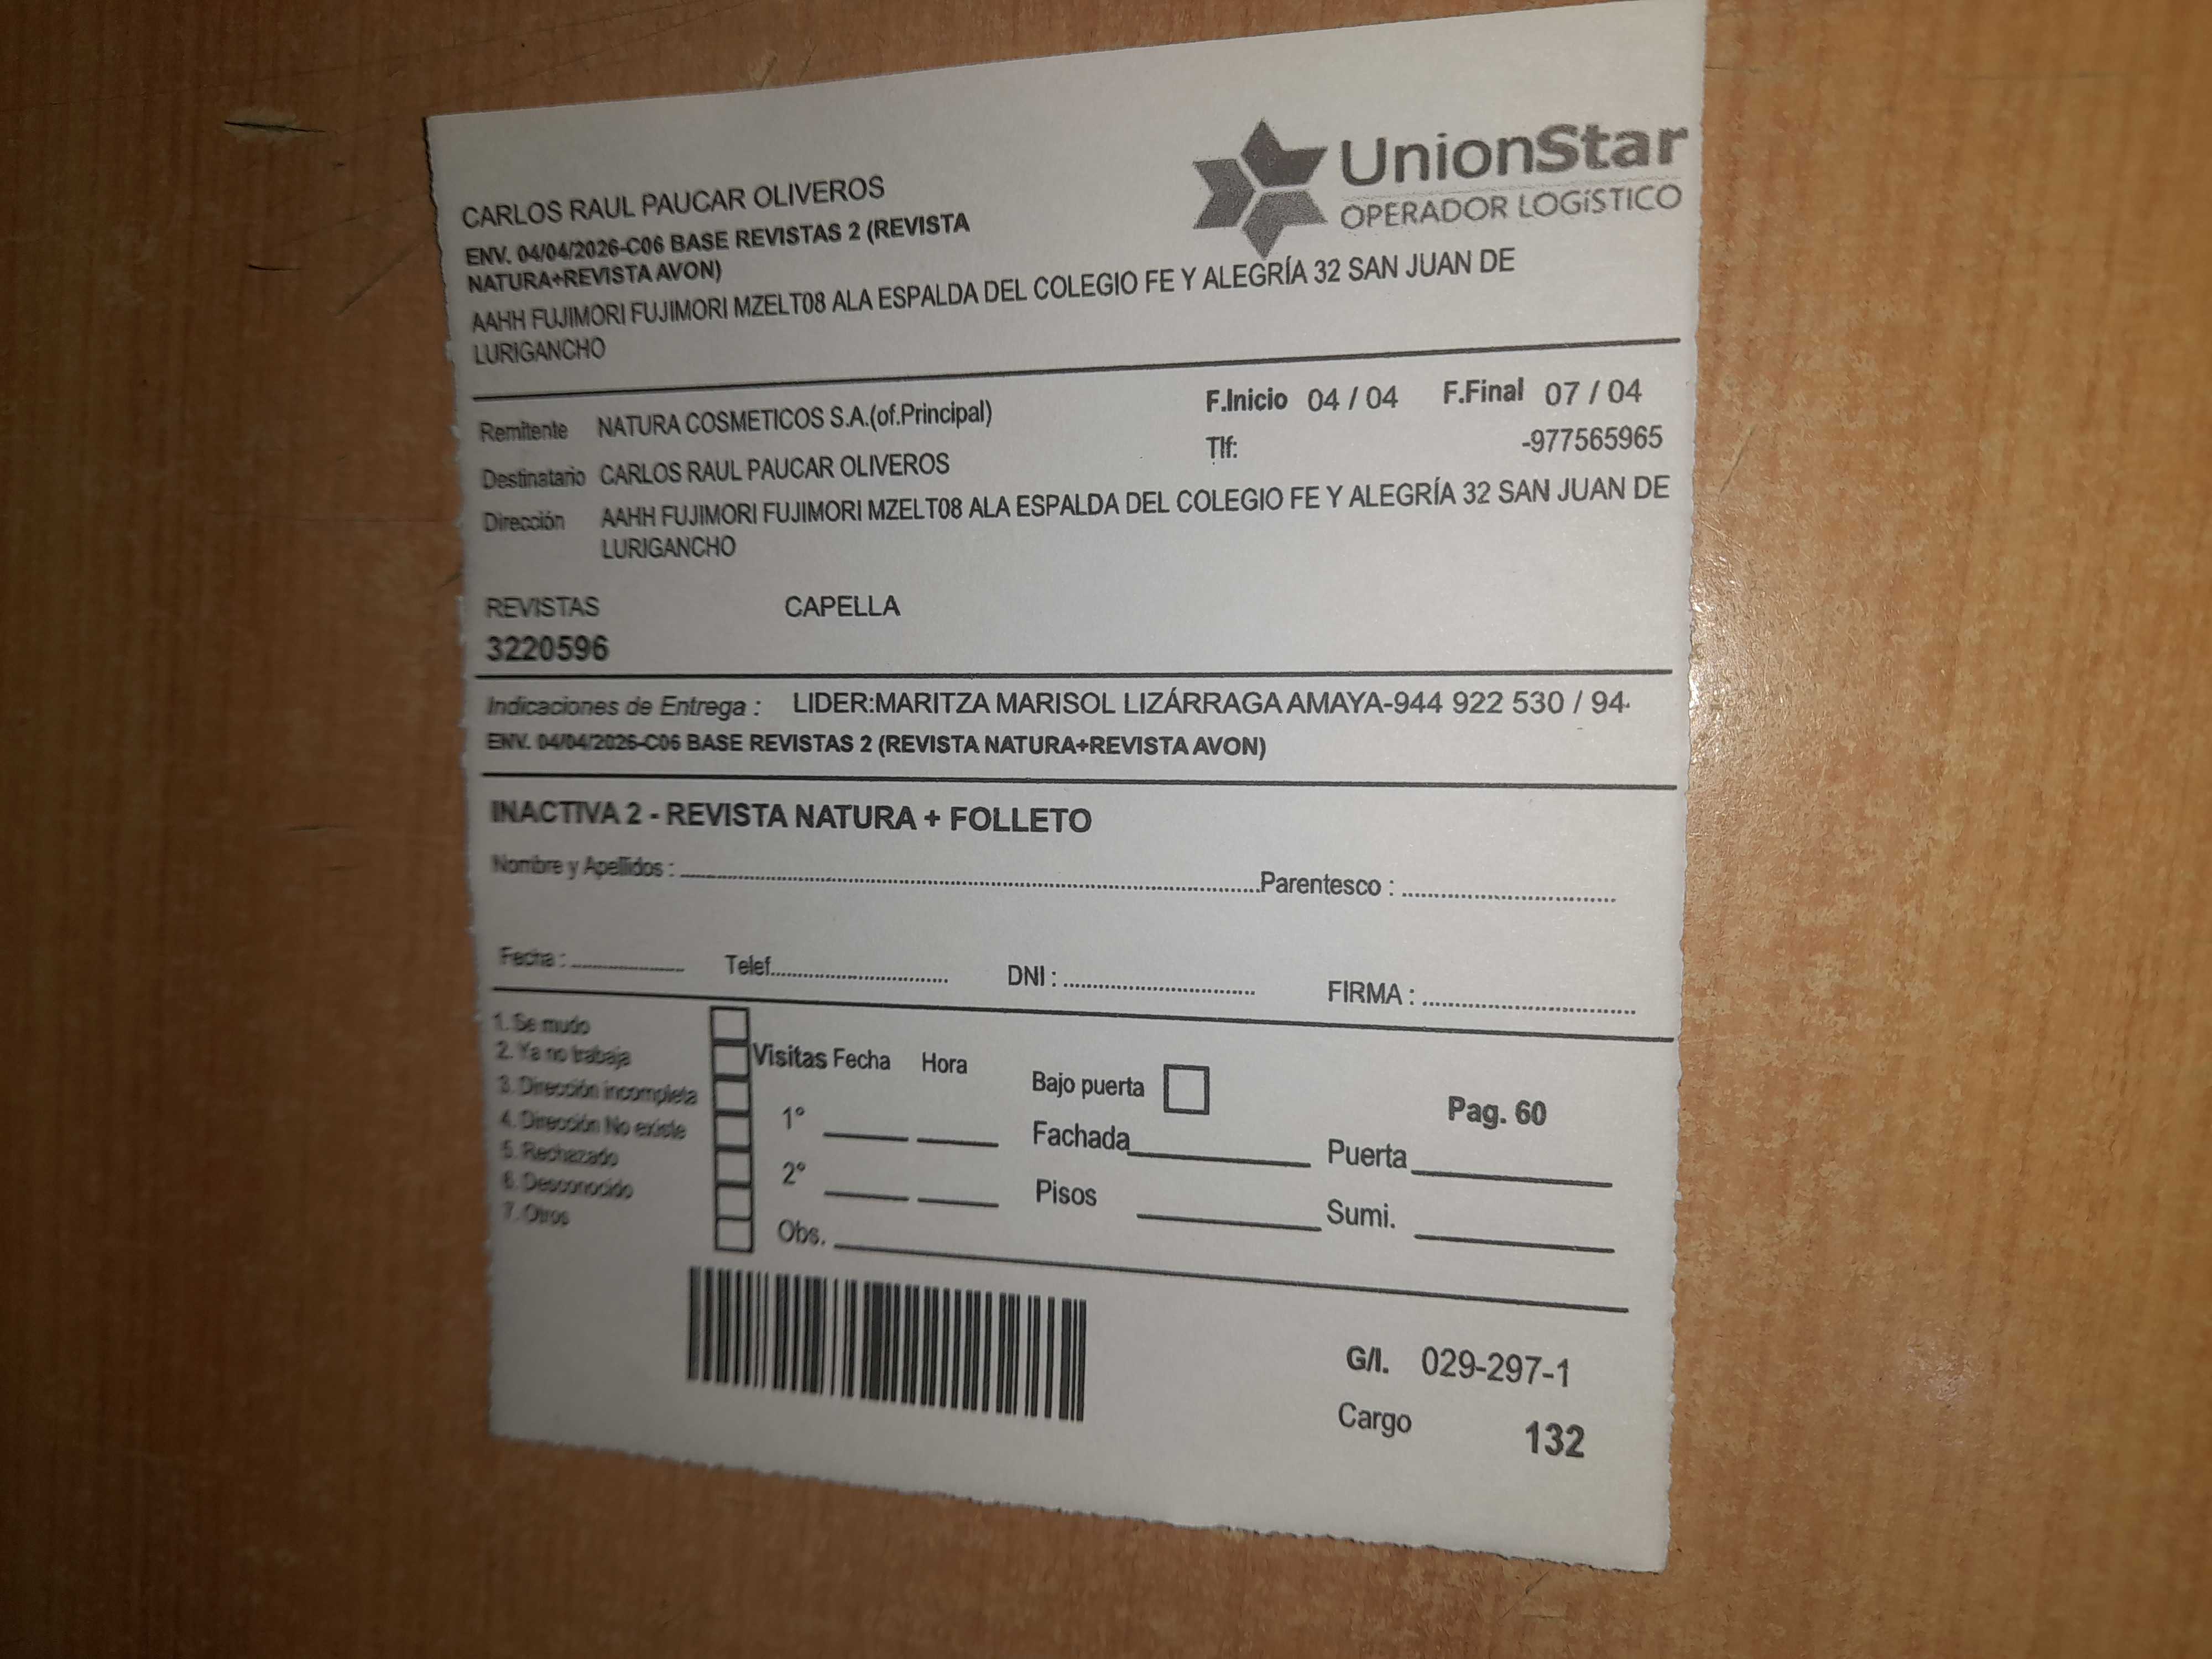 UnionStar
OPERADOR LOGíSTICO
CARLOS RAUL PAUCAR OLIVEROS
ENV. 04/04/2026-C06 BASE REVISTAS 2 (REVISTA
NATURA+REVISTA AVON)
AAHH FUJIMORI FUJIMORI MZELT08 ALA ESPALDA DEL COLEGIO FE Y ALEGRÍA 32 SAN JUAN DE
LURIGANCHO
Remitente NATURA COSMETICOS S.A.(of.Principal) F.Inicio 04 / 04 F.Final 07 / 04
Tlf: -977565965
Destinatario CARLOS RAUL PAUCAR OLIVEROS
Dirección AAHH FUJIMORI FUJIMORI MZELT08 ALA ESPALDA DEL COLEGIO FE Y ALEGRÍA 32 SAN JUAN DE
LURIGANCHO
REVISTAS CAPELLA
3220596
Indicaciones de Entrega : LIDER:MARITZA MARISOL LIZÁRRAGA AMAYA-944 922 530 / 94
ENV. 04/04/2026-C06 BASE REVISTAS 2 (REVISTA NATURA+REVISTA AVON)
INACTIVA 2 - REVISTA NATURA + FOLLETO
Nombre y Apellidos : Parentesco :
Fecha : Telef. DNI : FIRMA :
1. Se mudo
2. Ya no trabaja
3. Dirección incompleta
4. Dirección No existe
5. Rechazado
6. Desconocido
7. Otros
Visitas Fecha Hora
1°
2°
Obs.
Bajo puerta Pag. 60
Fachada Puerta
Pisos Sumi.
G/I. 029-297-1
Cargo 132